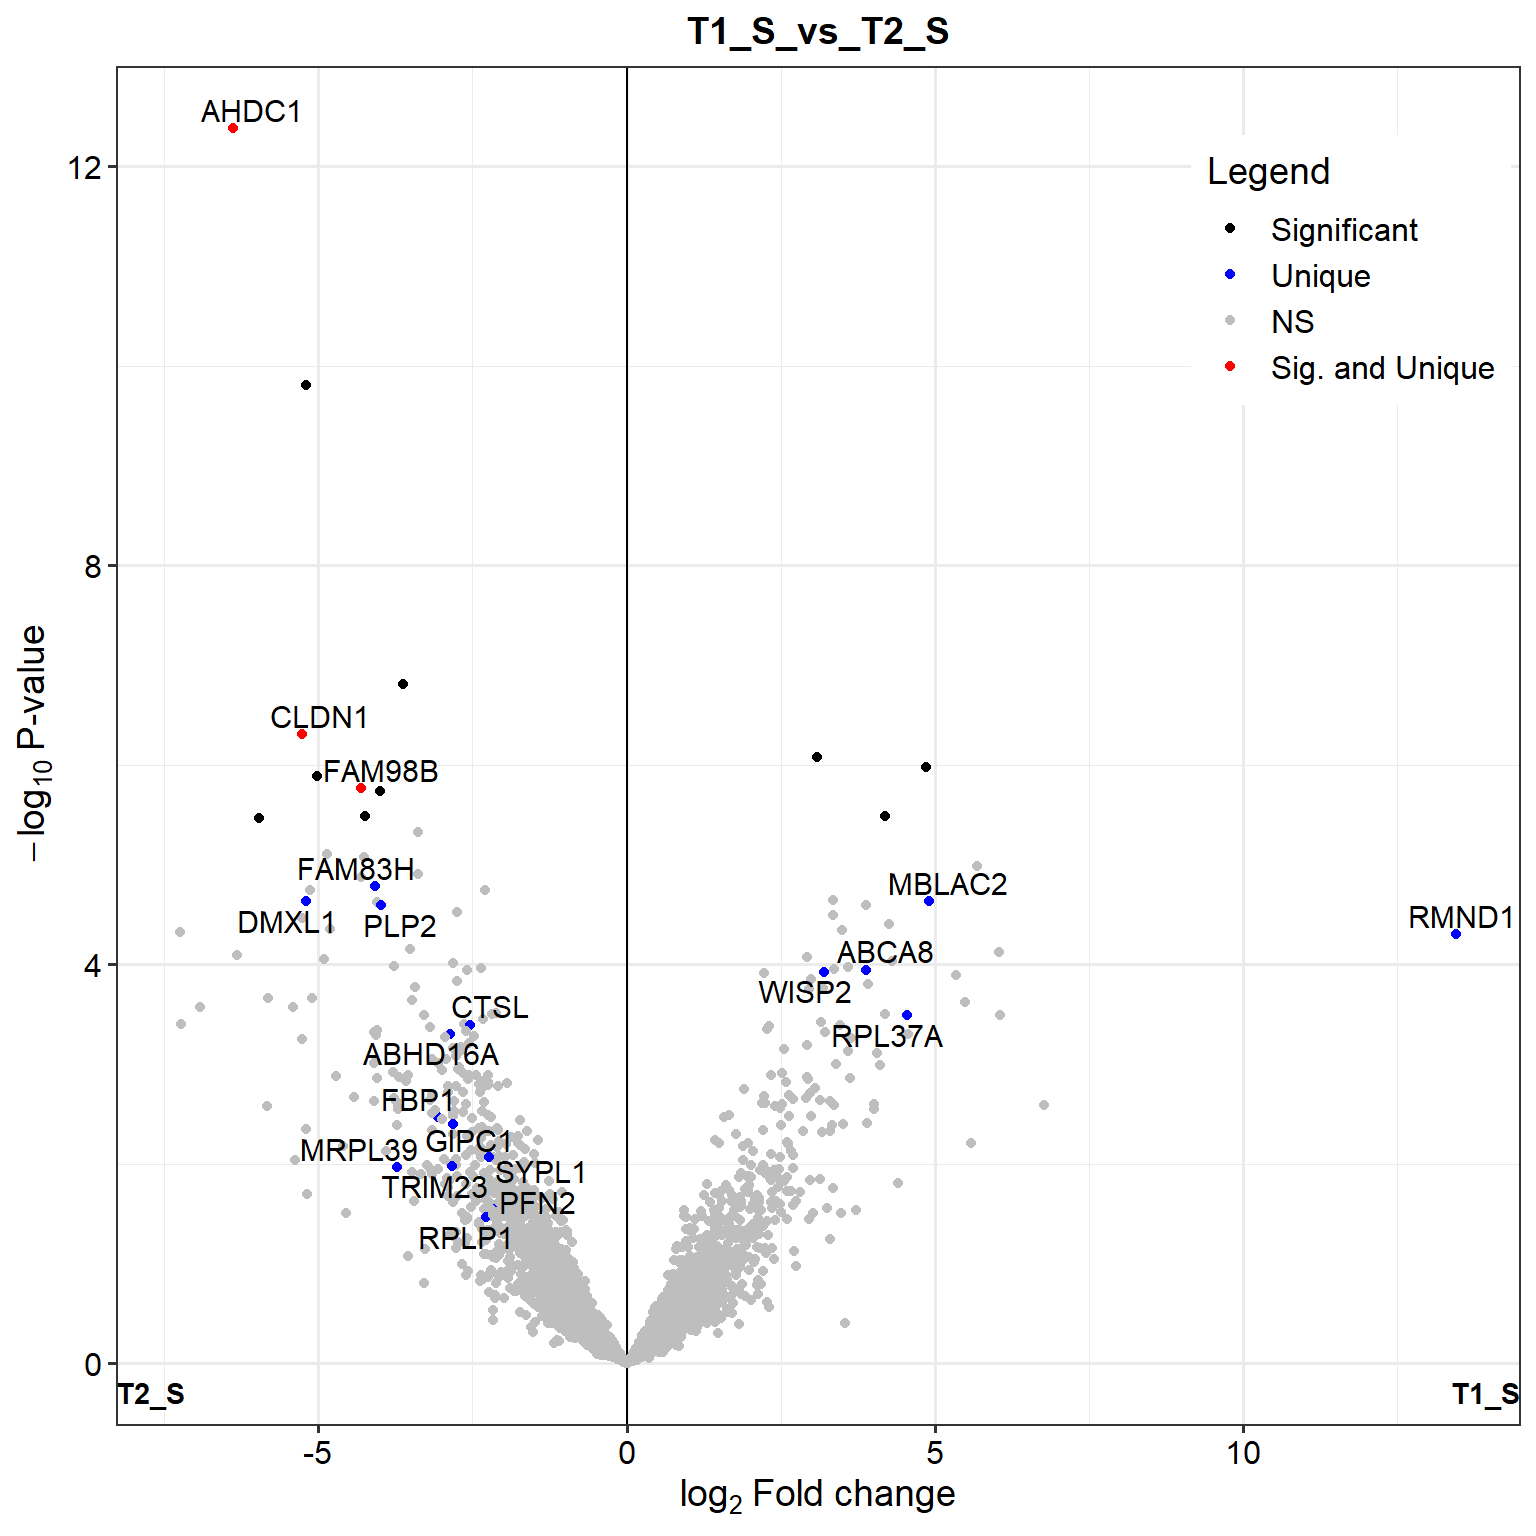 T1_S_vs_T2_S
AHDC1
12
Legend
Significant
Unique
NS
Sig. and Unique
8
CLDN1
FAM98B
FAM83H
MBLAC2
DMXL1
PLP2
RMND1
4
ABCA8
WISP2
CTSL
RPL37A
ABHD16A
FBP1
GIPC1
MRPL39
SYPL1
TRIM23
PFN2
RPLP1
0
T2_S
T1_S
-5
0
5
10
log2 Fold change
−log10 P-value